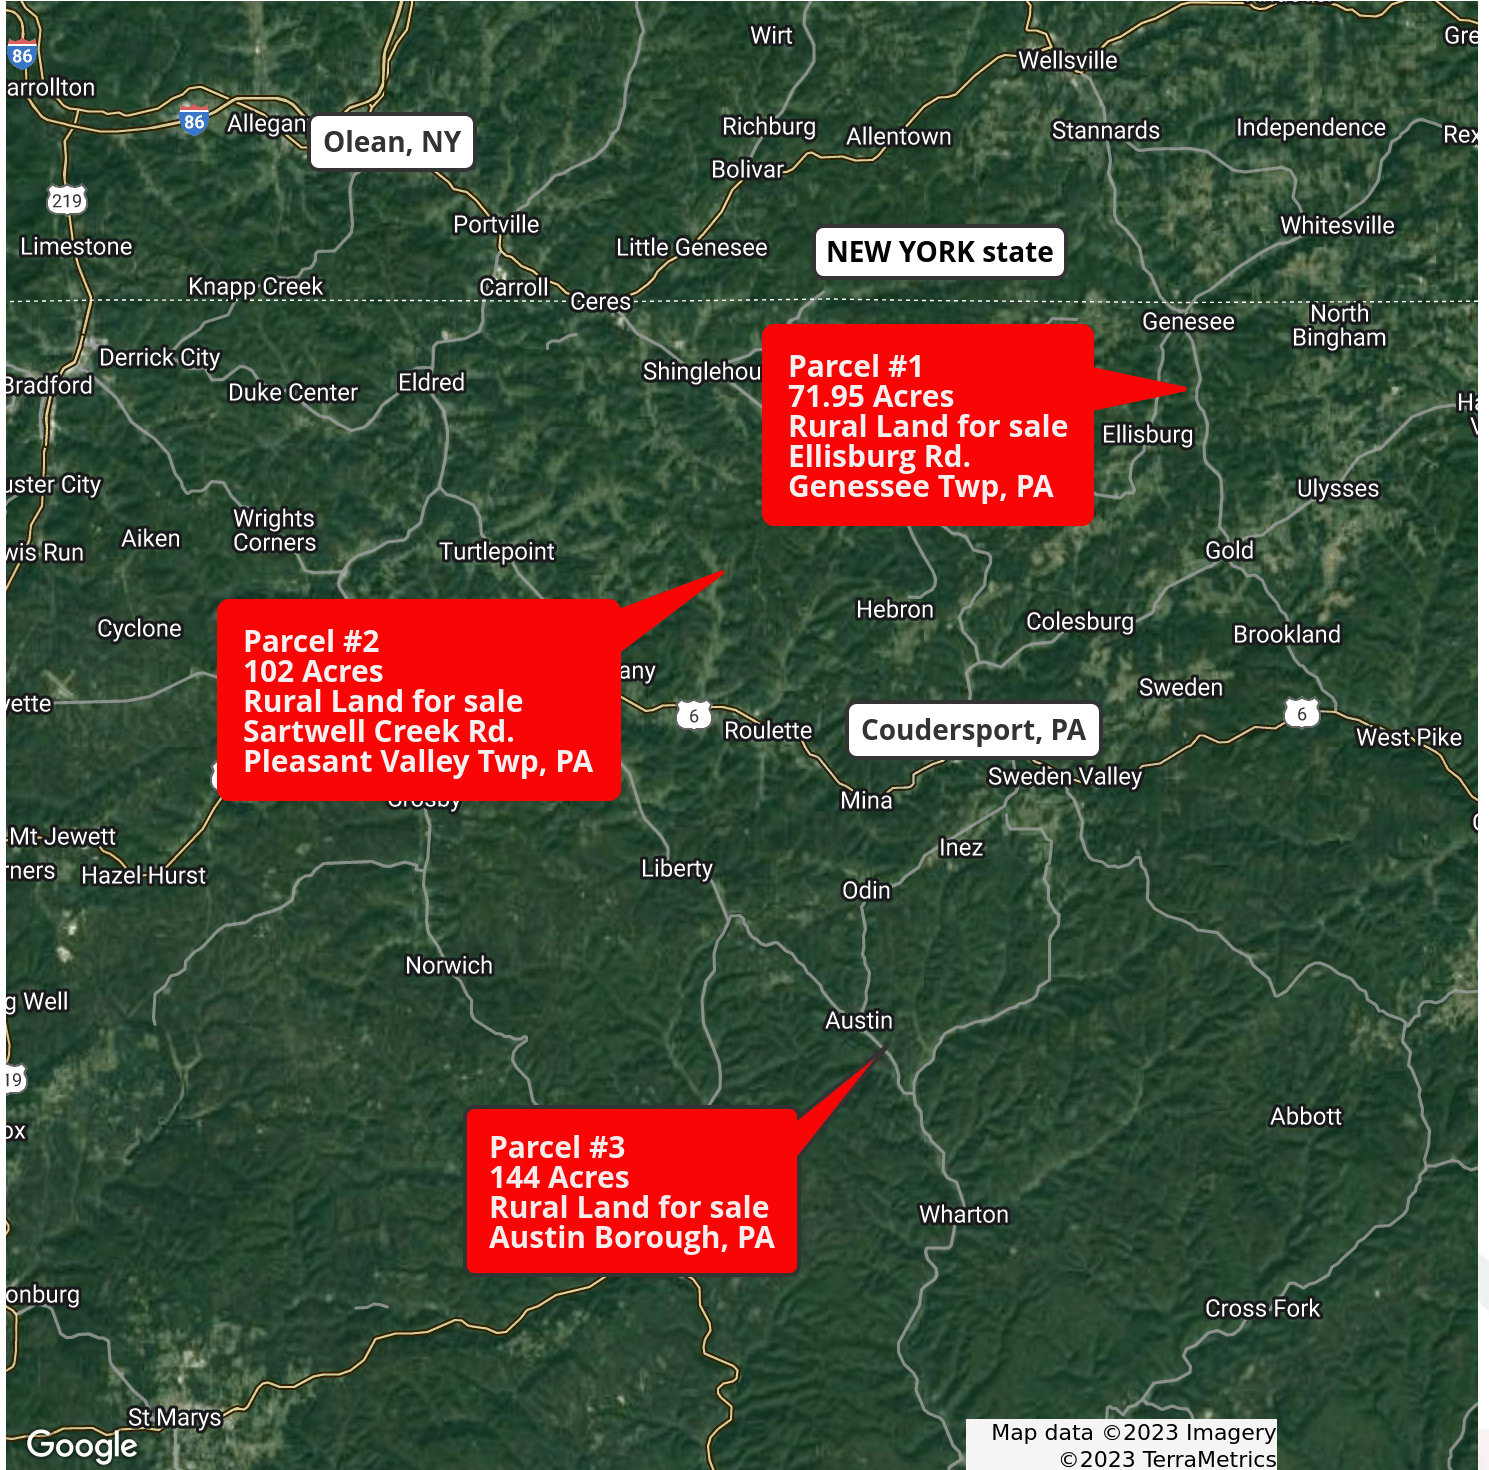 Wirt
Gre
Wellsville
86
arrollton
86
Allegan
Olean, NY
Richburg
Allentown
Stannards
Independence
Rex
Bolivar
219
Limestone
Portville
Little Genesee
NEW YORK state
Whitesville
Knapp Creek
Carroll
Ceres
Genesee
North
Bingham
Derrick City
Bradford
Duke Center
Eldred
Shinglehou
Parcel #1
71.95 Acres
Rural Land for sale
Ellisburg Rd.
Genessee Twp, PA
Ellisburg
Ha
V
uster City
Ulysses
Wrights
Corners
Aiken
wis Run
Turtlepoint
Gold
Cyclone
Hebron
Colesburg
Brookland
Parcel #2
102 Acres
Rural Land for sale
Sartwell Creek Rd.
Pleasant Valley Twp, PA
any
yette
6
Roulette
Sweden
6
West Pike
Coudersport, PA
Sweden Valley
Mina
Crosby
Mt Jewett
rners
Hazel Hurst
Inez
Liberty
Odin
Norwich
g Well
Austin
19
ox
Abbott
Parcel #3
144 Acres
Rural Land for sale
Austin Borough, PA
Wharton
onburg
Cross Fork
St Marys
Google
Map data ©2023 Imagery
©2023 TerraMetrics